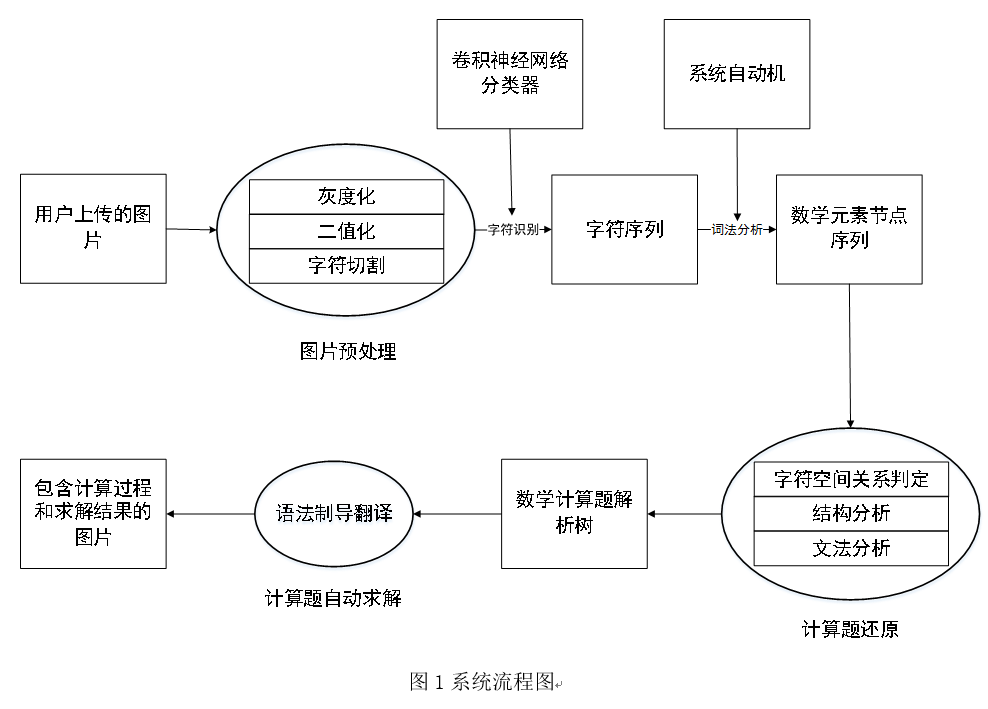 卷积神经网络
分类器
系统自动机
用户上传的图
片
灰度化
二值化
字符切割
图片预处理
字符识别
字符序列
词法分析
数学元素节点
序列
字符空间关系判定
结构分析
文法分析
计算题还原
数学计算题解
析树
语法制导翻译
计算题自动求解
包含计算过程
和求解结果的
图片
图 1 系统流程图